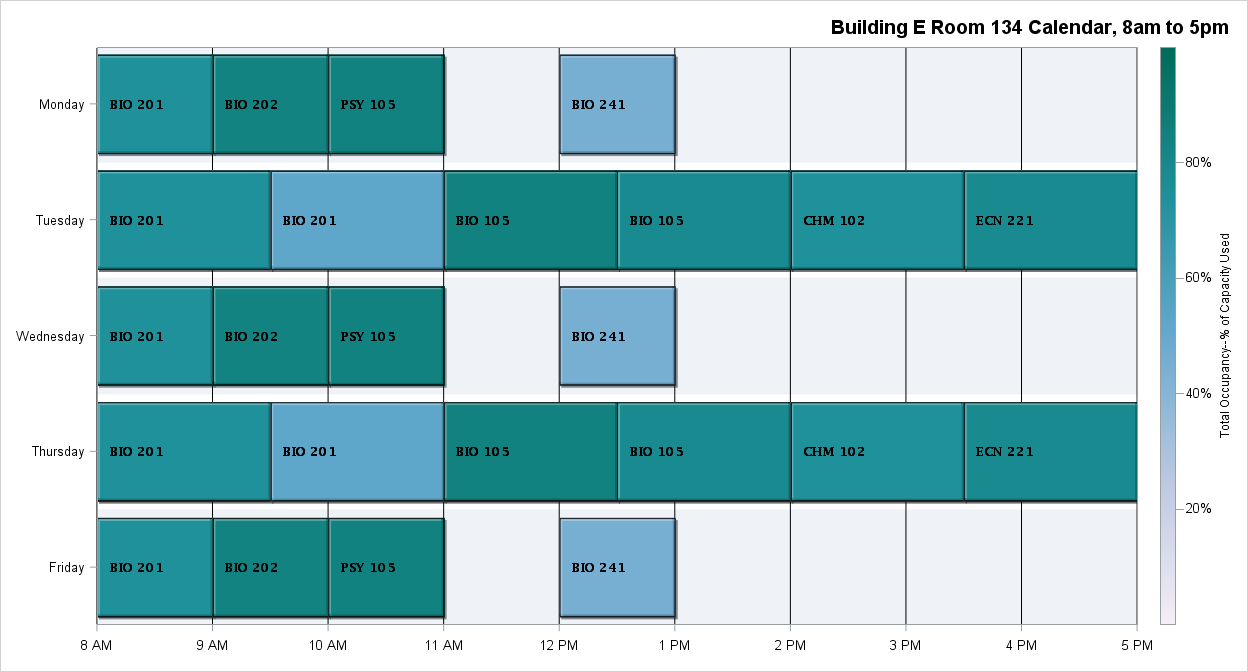 Building E Room 134 Calendar, 8am to 5pm
Monday
BIO 201
BIO 202
PSY 105
BIO 241
Tuesday
BIO 201
BIO 201
BIO 105
BIO 105
CHM 102
ECN 221
Wednesday
BIO 201
BIO 202
PSY 105
BIO 241
Thursday
BIO 201
BIO 201
BIO 105
BIO 105
CHM 102
ECN 221
Friday
BIO 201
BIO 202
PSY 105
BIO 241
8 AM
9 AM
10 AM
11 AM
12 PM
1 PM
2 PM
3 PM
4 PM
5 PM
80%
60%
40%
20%
Total Occupancy--% of Capacity Used